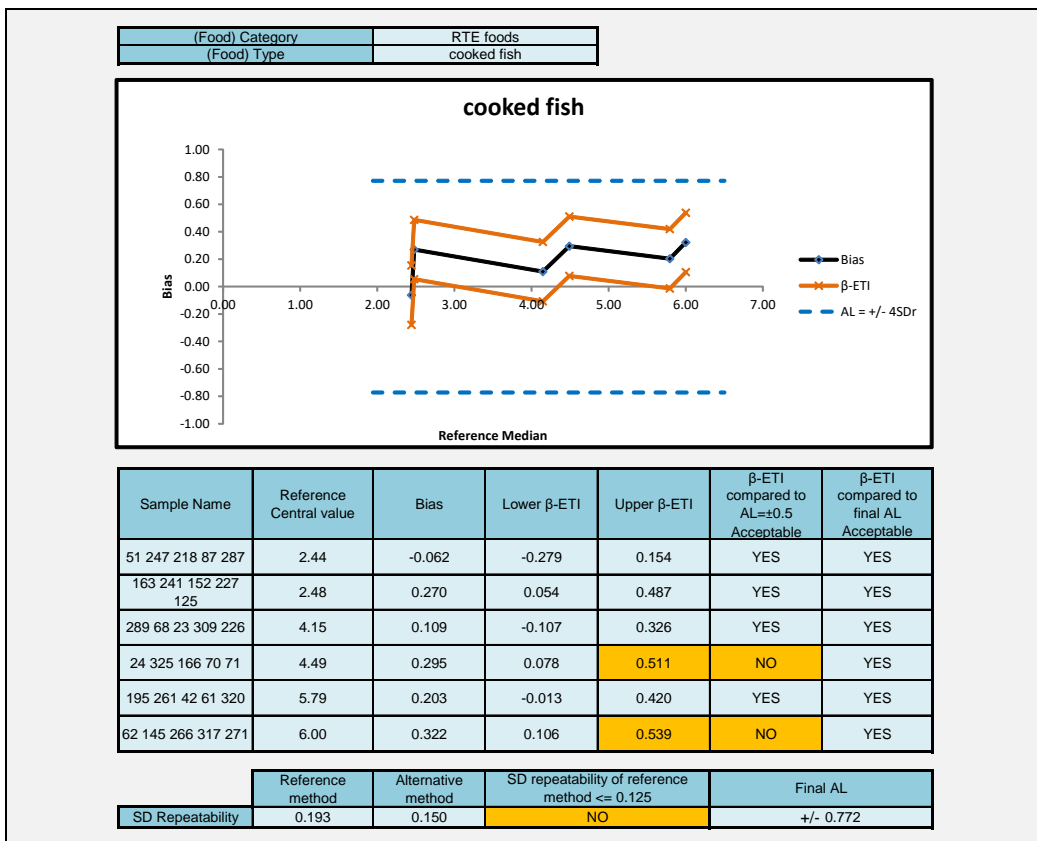 (Food) Category RTE foods
(Food) Type cooked fish
cooked fish
1.00
0.80
0.60
0.40
0.20
0.00
-0.20
-0.40
-0.60
-0.80
-1.00
0.00 1.00 2.00 3.00 4.00 5.00 6.00 7.00
Bias
Reference Median
Bias
β-ETI
AL = +/- 4SDr
Sample Name Reference Central value Bias Lower β-ETI Upper β-ETI β-ETI compared to AL=±0.5 Acceptable β-ETI compared to final AL Acceptable
51 247 218 87 287 2.44 -0.062 -0.279 0.154 YES YES
163 241 152 227 125 2.48 0.270 0.054 0.487 YES YES
289 68 23 309 226 4.15 0.109 -0.107 0.326 YES YES
24 325 166 70 71 4.49 0.295 0.078 0.511 NO YES
195 261 42 61 320 5.79 0.203 -0.013 0.420 YES YES
62 145 266 317 271 6.00 0.322 0.106 0.539 NO YES
Reference method Alternative method SD repeatability of reference method <= 0.125 Final AL
SD Repeatability 0.193 0.150 NO +/- 0.772